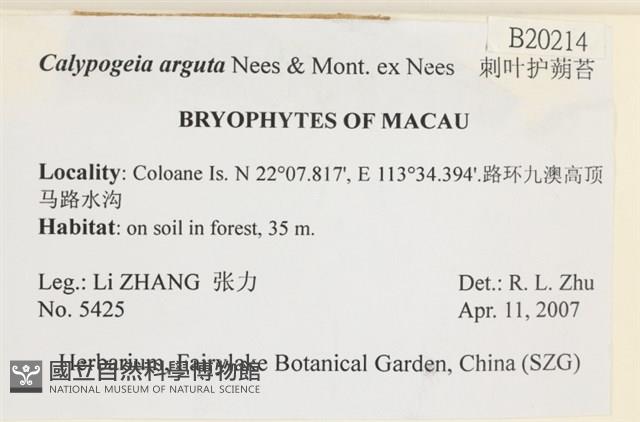 B20214
Calypogeia arguta Nees & Mont. ex Nees 刺叶护蒴苔
BRYOPHYTES OF MACAU
Locality: Coloane Is. N 22°07.817', E 113°34.394'.路环九澳高顶
马路水沟
Habitat: on soil in forest, 35 m.
Leg.: Li ZHANG 张力 Det.: R. L. Zhu
No. 5425 Apr. 11, 2007
Herbarium, Fairylake Botanical Garden, China (SZG)
國立自然科學博物館
NATIONAL MUSEUM OF NATURAL SCIENCE